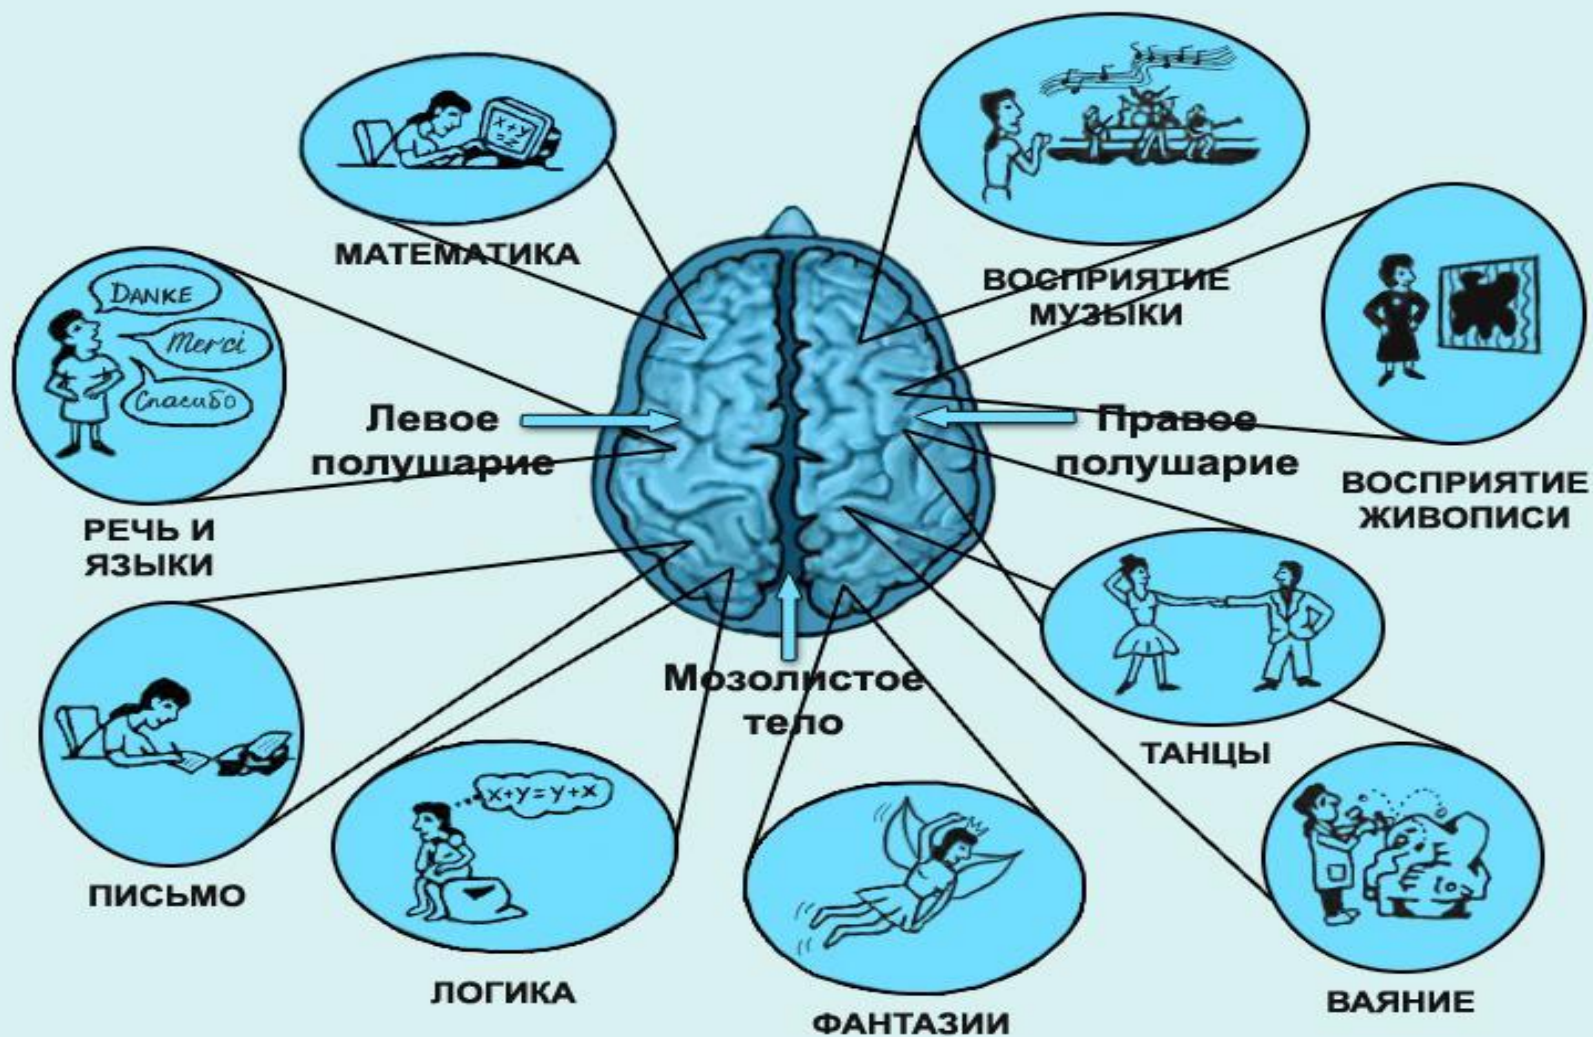 X+Y
=Z
МАТЕМАТИКА
ВОСПРИЯТИЕ
МУЗЫКИ
DANKE
Merci
Спасибо
РЕЧЬ И
ЯЗЫКИ
Левое
полушарие
Правое
полушарие
ВОСПРИЯТИЕ
ЖИВОПИСИ
Мозолистое
тело
ТАНЦЫ
ПИСЬМО
X+Y=Y+X
ЛОГИКА
ФАНТАЗИИ
ВАЯНИЕ